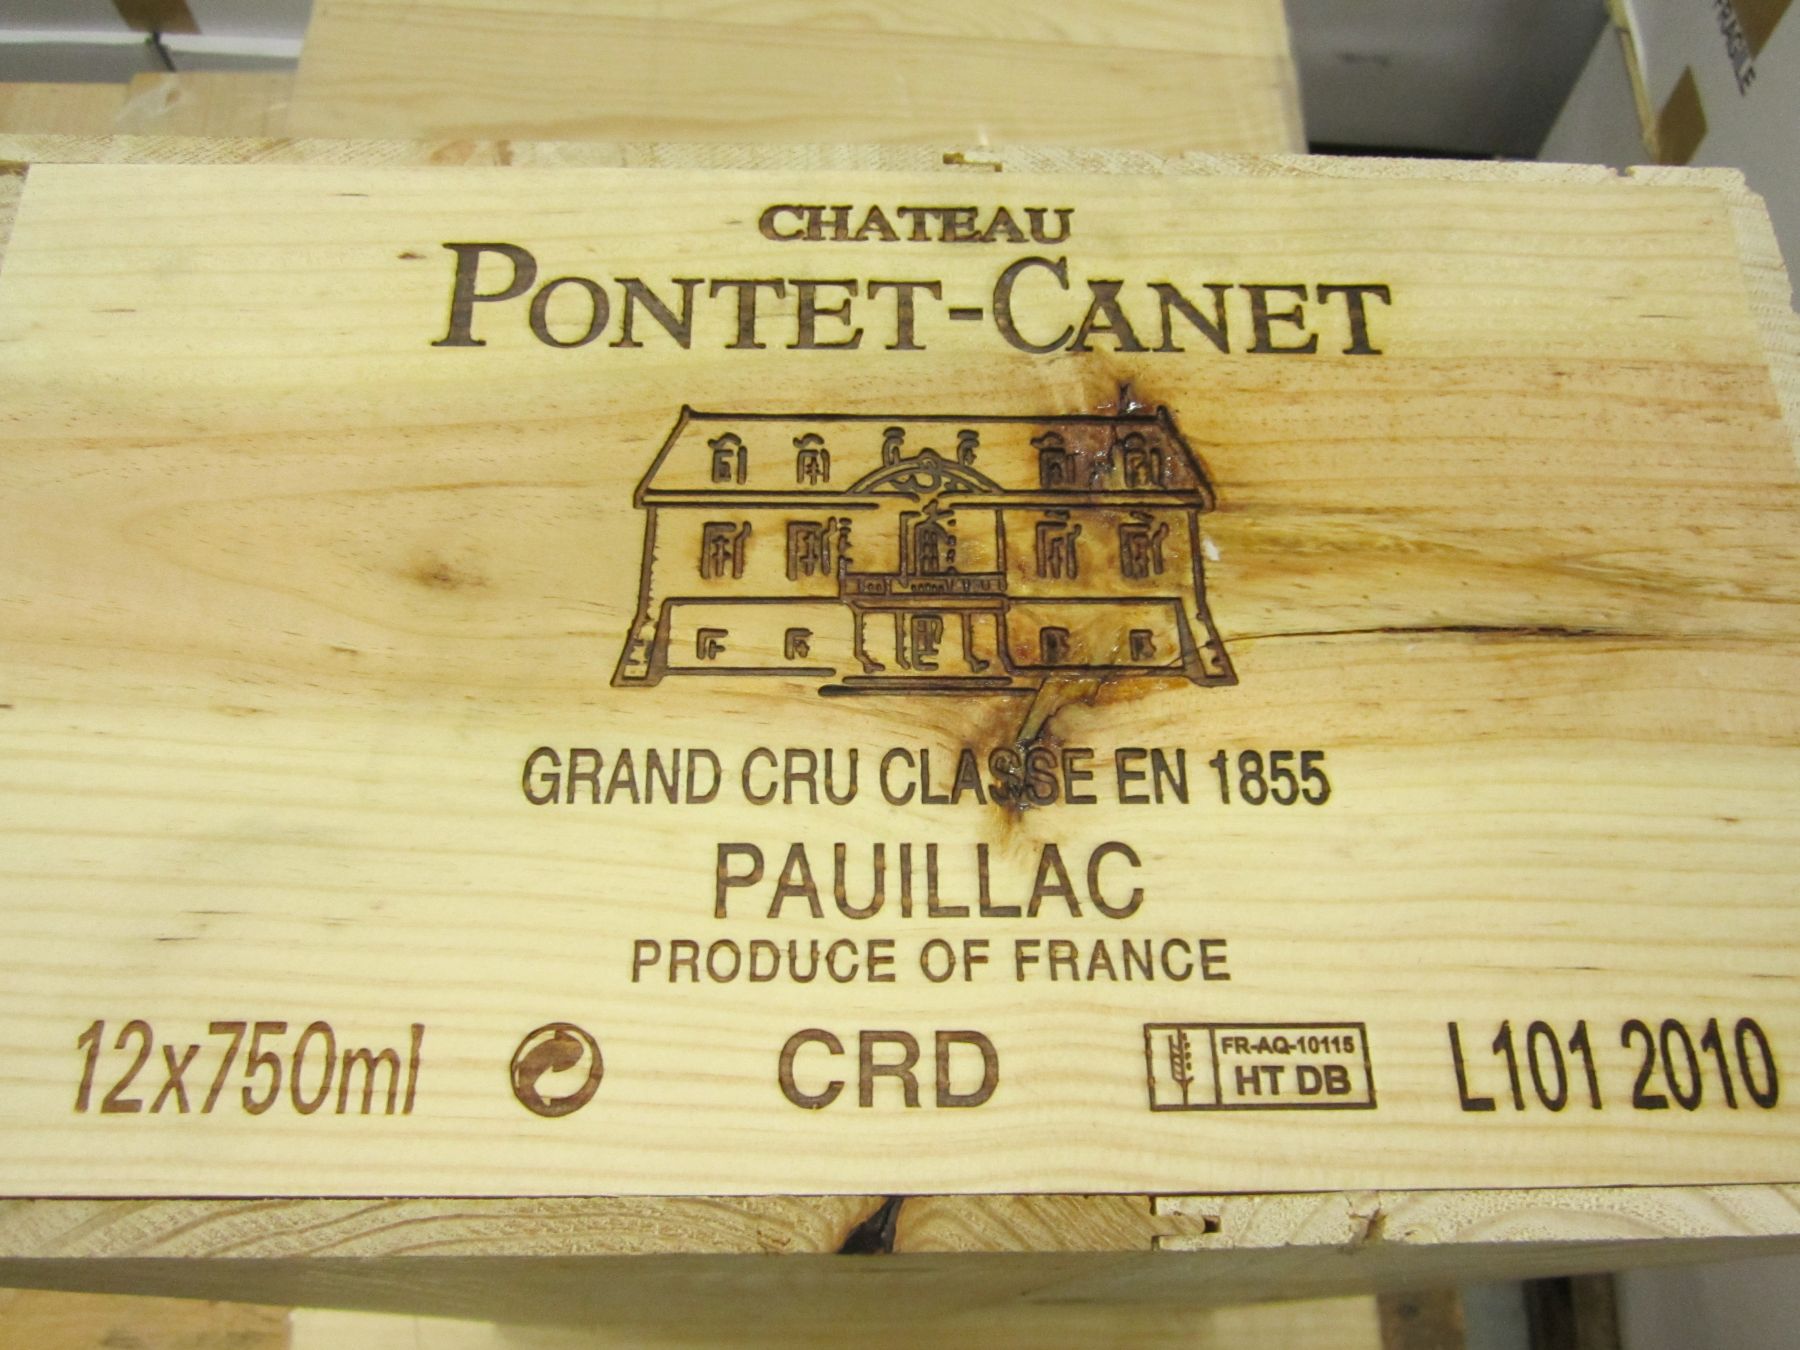 FRAGILE
CHATEAU
PONTET-CANET
GRAND CRU CLASSE EN 1855
PAUILLAC
PRODUCE OF FRANCE
12x750ml CRD FR-AQ-10115 HT DB L101 2010